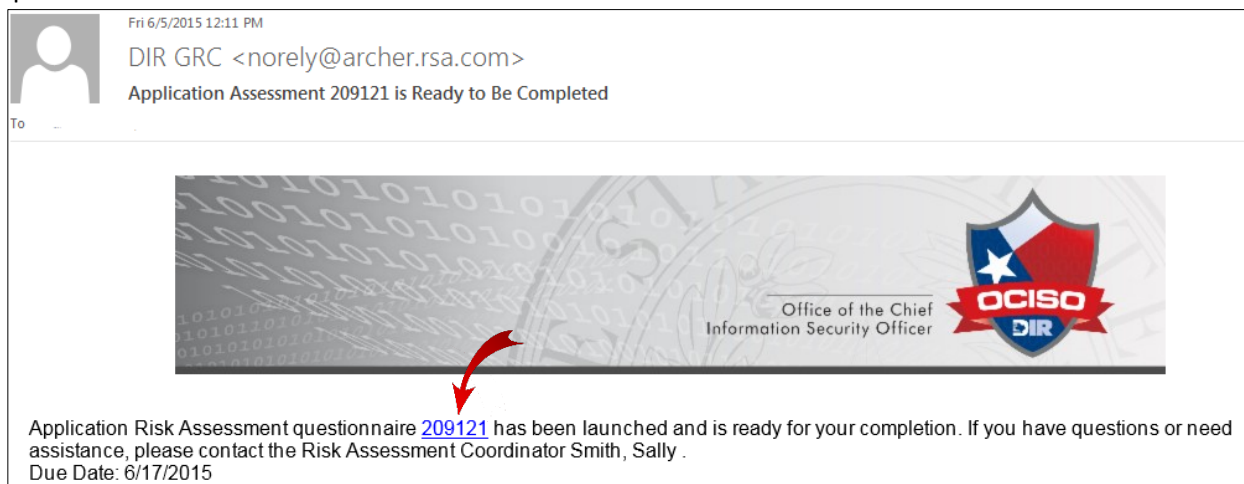 Fri 6/5/2015 12:11 PM
DIR GRC <norely@archer.rsa.com>
Application Assessment 209121 is Ready to Be Completed
To
Office of the Chief
Information Security Officer
OCISO
DIR
Application Risk Assessment questionnaire 209121 has been launched and is ready for your completion. If you have questions or need
assistance, please contact the Risk Assessment Coordinator Smith, Sally .
Due Date: 6/17/2015